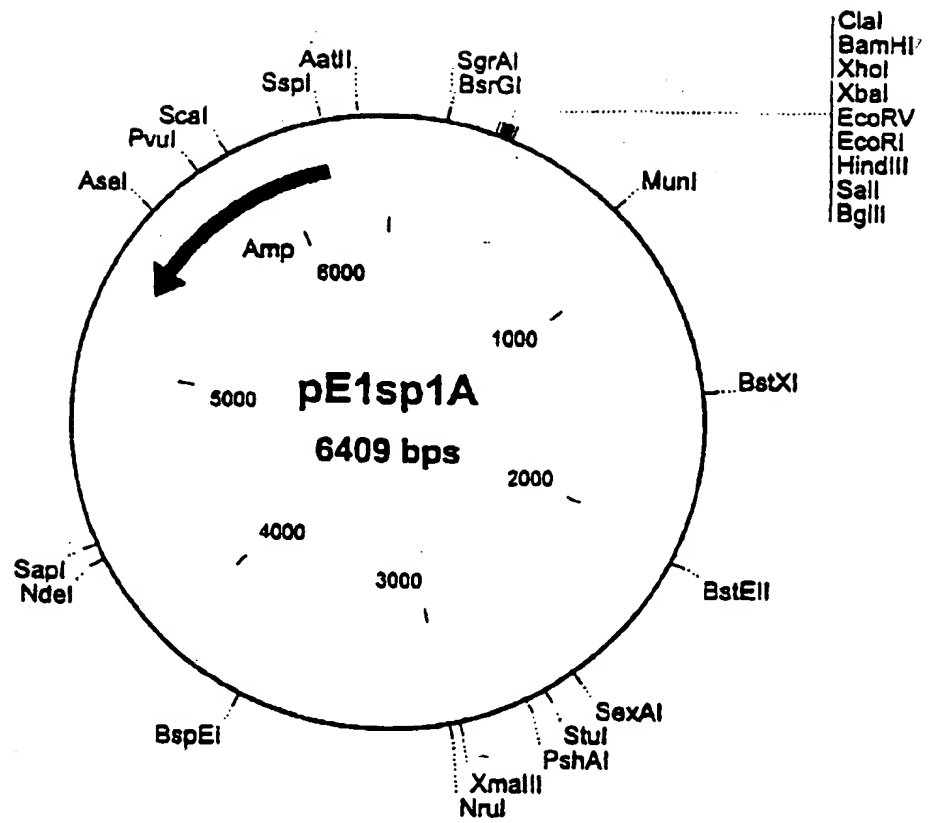 ClaI
BamHI
XhoI
XbaI
EcoRV
EcoRI
HindIII
SalI
BglII
AatII
SspI
SgrAI
BsrGI
ScaI
PvuI
AseI
MunI
Amp
6000
1000
5000
pE1sp1A
6409 bps
BstXI
2000
4000
3000
SapI
NdeI
BstEII
BspEI
SexAI
StuI
PshAI
XmaIII
NruI